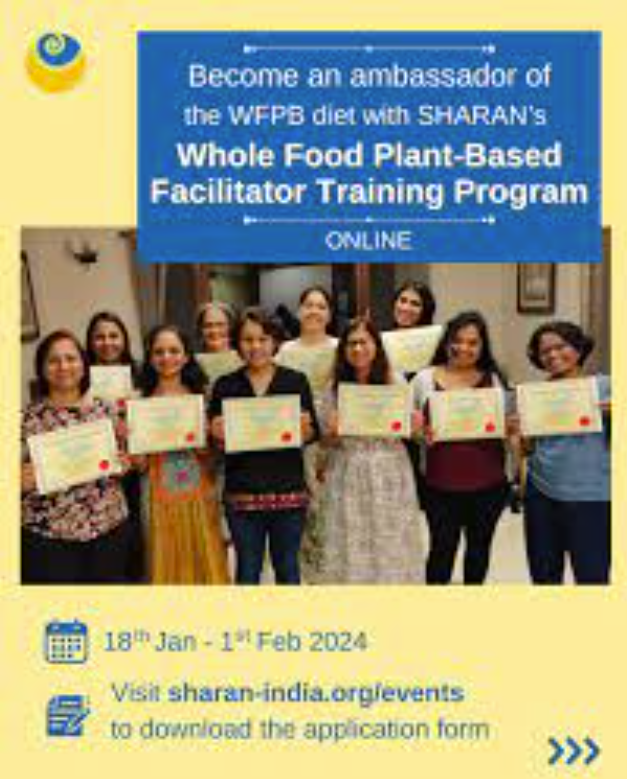 Become an ambassador of
the WFPB diet with SHARAN's
Whole Food Plant-Based
Facilitator Training Program
ONLINE
18th Jan - 1st Feb 2024
Visit sharan-india.org/events
to download the application form